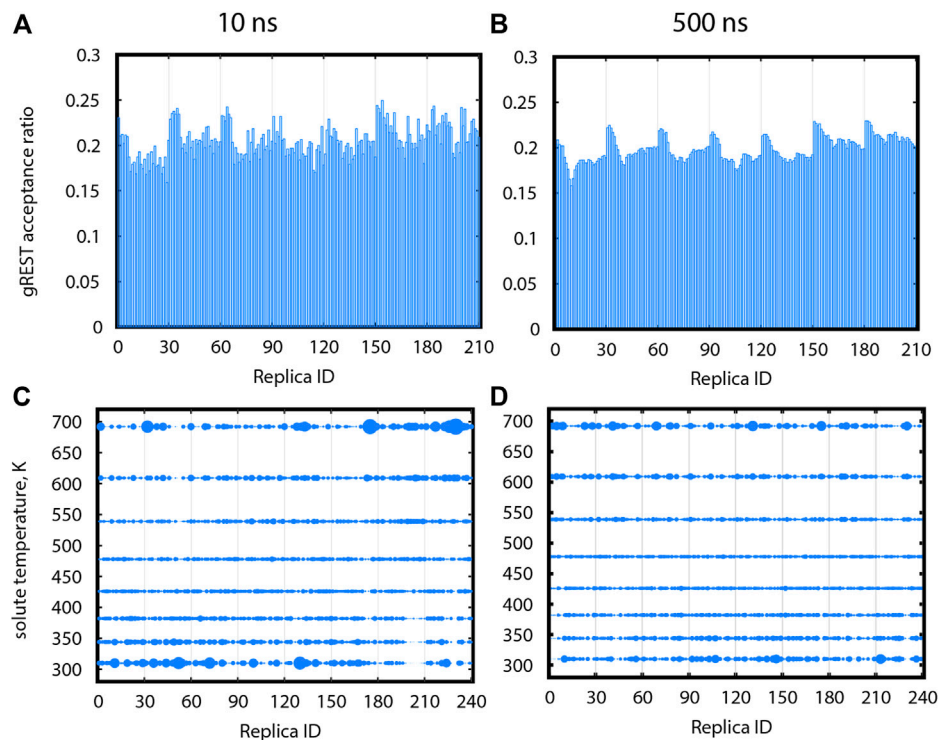 A
10 ns
B
500 ns
gREST acceptance ratio
0.3
0.25
0.2
0.15
0.1
0.05
0
0 30 60 90 120 150 180 210
Replica ID
0.3
0.25
0.2
0.15
0.1
0.05
0
0 30 60 90 120 150 180 210
Replica ID
C
solute temperature, K
700
650
600
550
500
450
400
350
300
0 30 60 90 120 150 180 210 240
Replica ID
D
700
650
600
550
500
450
400
350
300
0 30 60 90 120 150 180 210 240
Replica ID